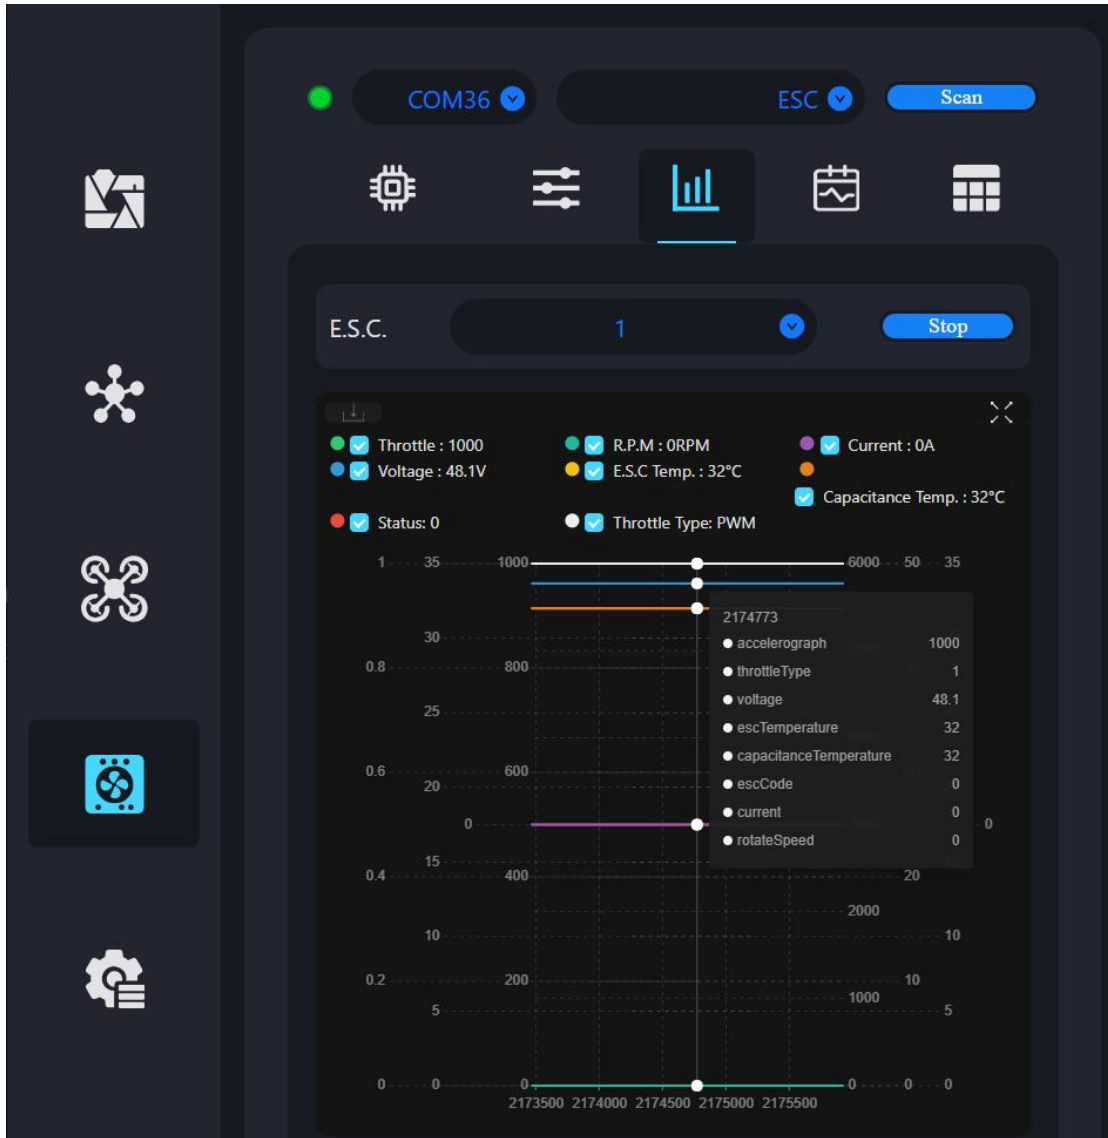 COM36 ESC Scan
E.S.C. 1 Stop
Throttle : 1000 R.P.M : 0RPM Current : 0A
Voltage : 48.1V E.S.C Temp. : 32°C
Capacitance Temp. : 32°C
Status: 0 Throttle Type: PWM
1 35 1000 6000 50 35
2174773
30 accelerograph 1000
0.8 800 throttleType 1
25 voltage 48.1
escTemperature 32
0.6 600 capacitanceTemperature 32
20 escCode 0
0 current 0 0
rotateSpeed 0
15
0.4 400 20
2000
10 10
0.2 200 10
1000
5 5
0 0 0 0 0 0
2173500 2174000 2174500 2175000 2175500